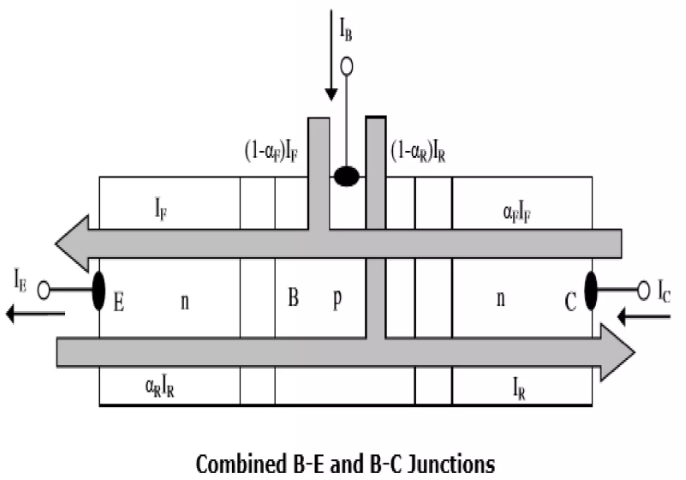 I_B
(1-α_F)I_F
(1-α_R)I_R
I_F
α_FI_F
I_E
E
n
B
p
n
C
I_C
α_RI_R
I_R
Combined B-E and B-C Junctions